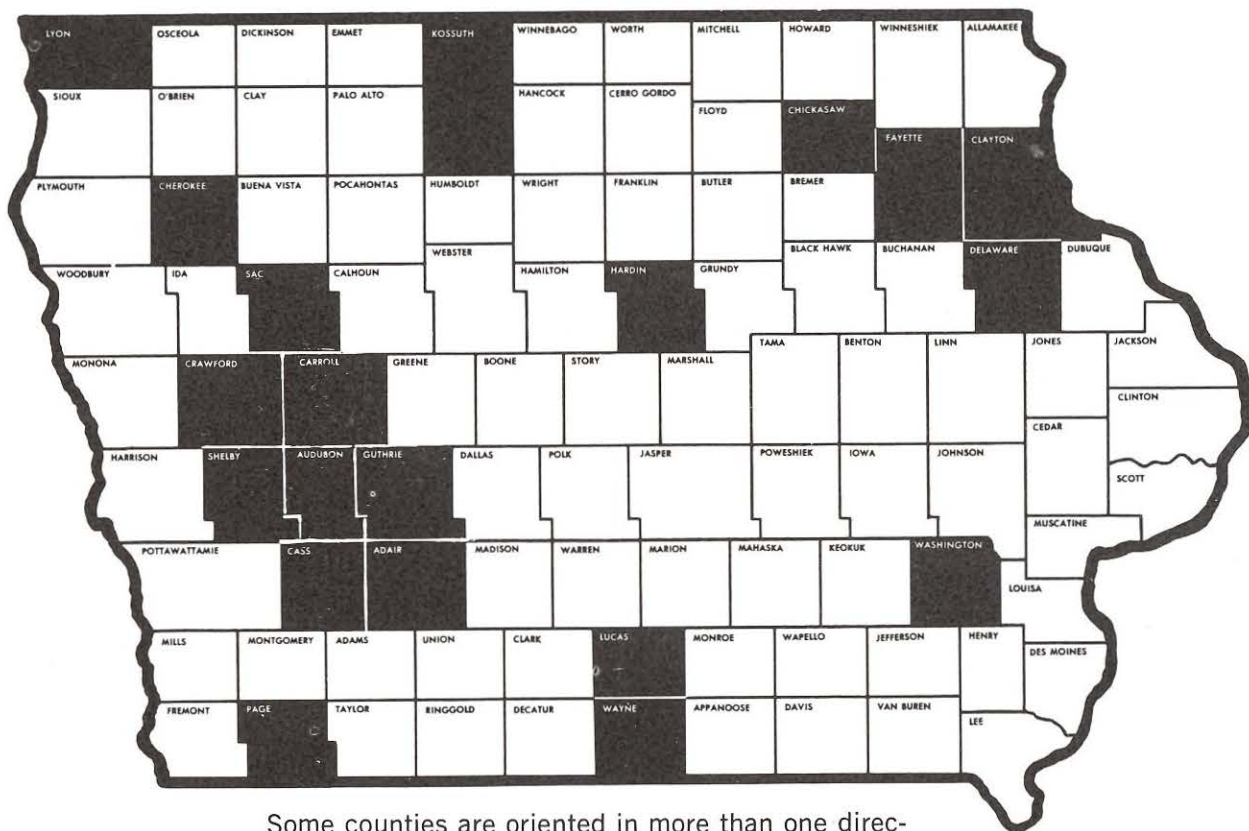 LYON OSCEOLA DICKINSON EMMET KOSSUTH WINNEBAGO WORTH MITCHELL HOWARD WINNESHIEK ALLAMAKEE
SIOUX O'BRIEN CLAY PALO ALTO HANCOCK CERRO GORDO FLOYD CHICKASAW
FAYETTE CLAYTON
PLYMOUTH CHEROKEE BUENA VISTA POCAHONTAS HUMBOLDT WRIGHT FRANKLIN BUTLER BREMER
WEBSTER BLACK HAWK BUCHANAN DELAWARE DUBUQUE
WOODBURY IDA SAC CALHOUN HAMILTON HARDIN GRUNDY
TAMA BENTON LINN JONES JACKSON
MONONA CRAWFORD CARROLL GREENE BOONE STORY MARSHALL
CLINTON
CEDAR
HARRISON SHELBY AUDUBON GUTHRIE DALLAS POLK JASPER POWESHIEK IOWA JOHNSON
SCOTT
MUSCATINE
POTTAWATTAMIE CASS ADAIR MADISON WARREN MARION MAHASKA KEOKUK WASHINGTON
LOUISA
MILLS MONTGOMERY ADAMS UNION CLARK LUCAS MONROE WAPELLO JEFFERSON HENRY
DES MOINES
FREMONT PAGE TAYLOR RINGGOLD DECATUR WAYNE APPANOOSE DAVIS VAN BUREN
LEE
Some counties are oriented in more than one direc-